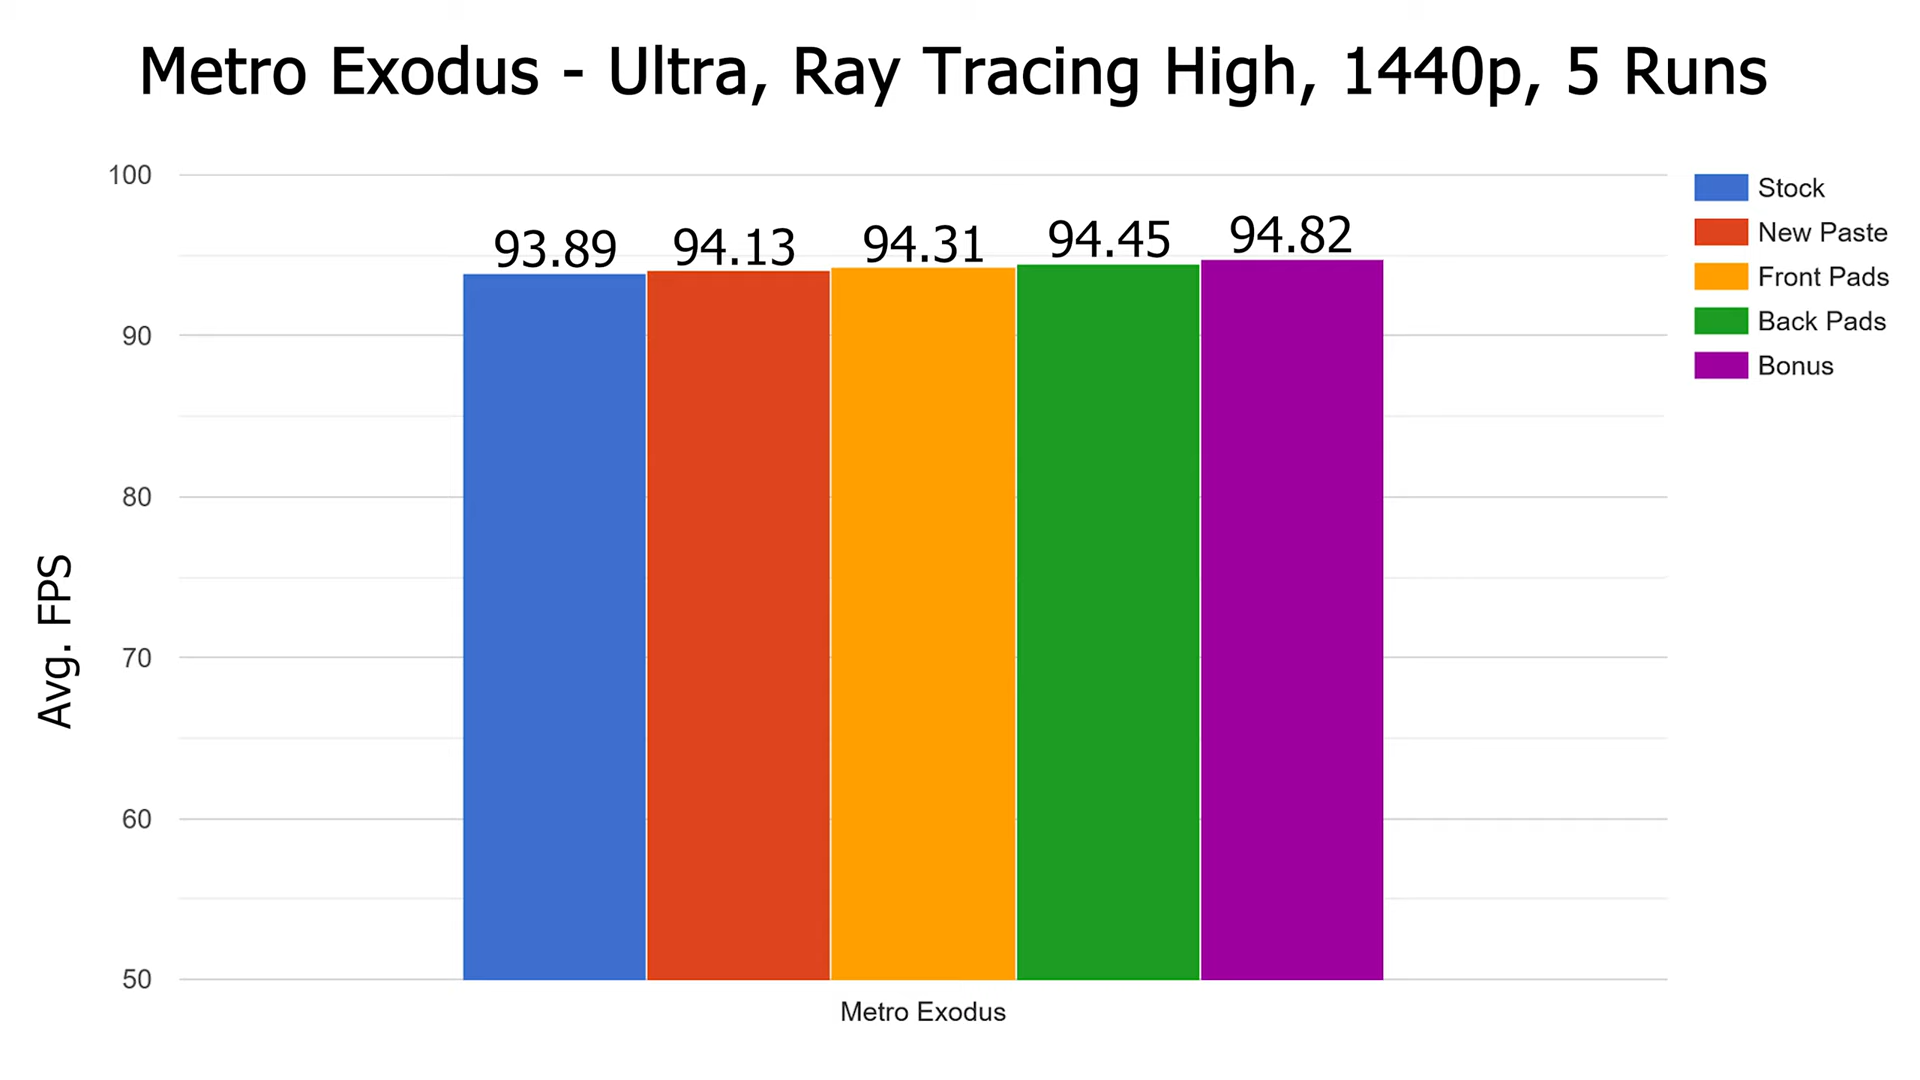 Metro Exodus - Ultra, Ray Tracing High, 1440p, 5 Runs
100
90
80
70
60
50
Avg. FPS
93.89
94.13
94.31
94.45
94.82
Metro Exodus
Stock
New Paste
Front Pads
Back Pads
Bonus